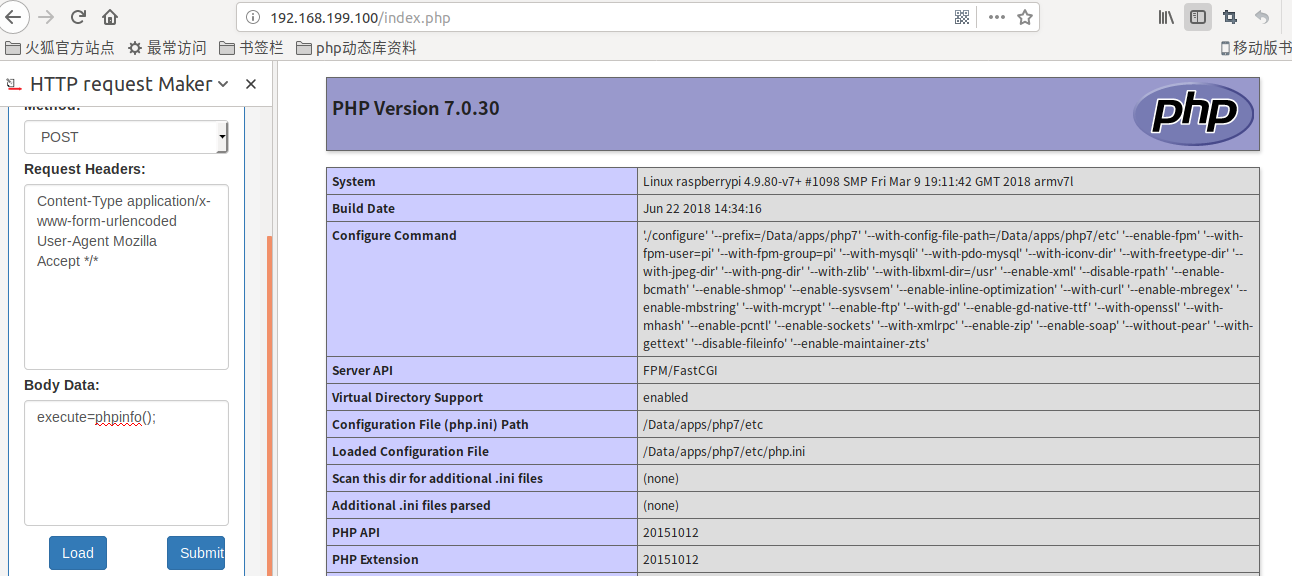 192.168.199.100/index.php
火狐官方站点 最常访问 书签栏 php动态库资料 移动版书
HTTP request Maker
POST
Request Headers:
Content-Type application/x-
www-form-urlencoded
User-Agent Mozilla
Accept */*
Body Data:
execute=phpinfo();
Load Submit
PHP Version 7.0.30
php
System Linux raspberrypi 4.9.80-v7+ #1098 SMP Fri Mar 9 19:11:42 GMT 2018 armv7l
Build Date Jun 22 2018 14:34:16
Configure Command './configure' '--prefix=/Data/apps/php7' '--with-config-file-path=/Data/apps/php7/etc' '--enable-fpm' '--with-
fpm-user=pi' '--with-fpm-group=pi' '--with-mysqli' '--with-pdo-mysql' '--with-iconv-dir' '--with-freetype-dir' '--
with-jpeg-dir' '--with-png-dir' '--with-zlib' '--with-libxml-dir=/usr' '--enable-xml' '--disable-rpath' '--enable-
bcmath' '--enable-shmop' '--enable-sysvsem' '--enable-inline-optimization' '--with-curl' '--enable-mbregex' '--
enable-mbstring' '--with-mcrypt' '--enable-ftp' '--with-gd' '--enable-gd-native-ttf' '--with-openssl' '--with-
mhash' '--enable-pcntl' '--enable-sockets' '--with-xmlrpc' '--enable-zip' '--enable-soap' '--without-pear' '--with-
gettext' '--disable-fileinfo' '--enable-maintainer-zts'
Server API FPM/FastCGI
Virtual Directory Support enabled
Configuration File (php.ini) Path /Data/apps/php7/etc
Loaded Configuration File /Data/apps/php7/etc/php.ini
Scan this dir for additional .ini files (none)
Additional .ini files parsed (none)
PHP API 20151012
PHP Extension 20151012